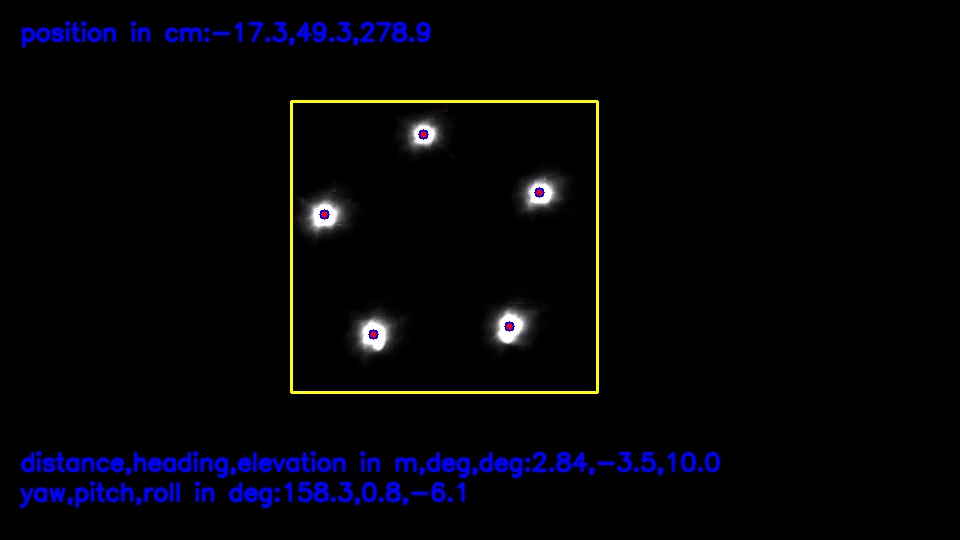 position in cm:-17.3,49.3,278.9
distance,heading,elevation in m,deg,deg:2.84,-3.5,10.0
yaw,pitch,roll in deg:158.3,0.8,-6.1